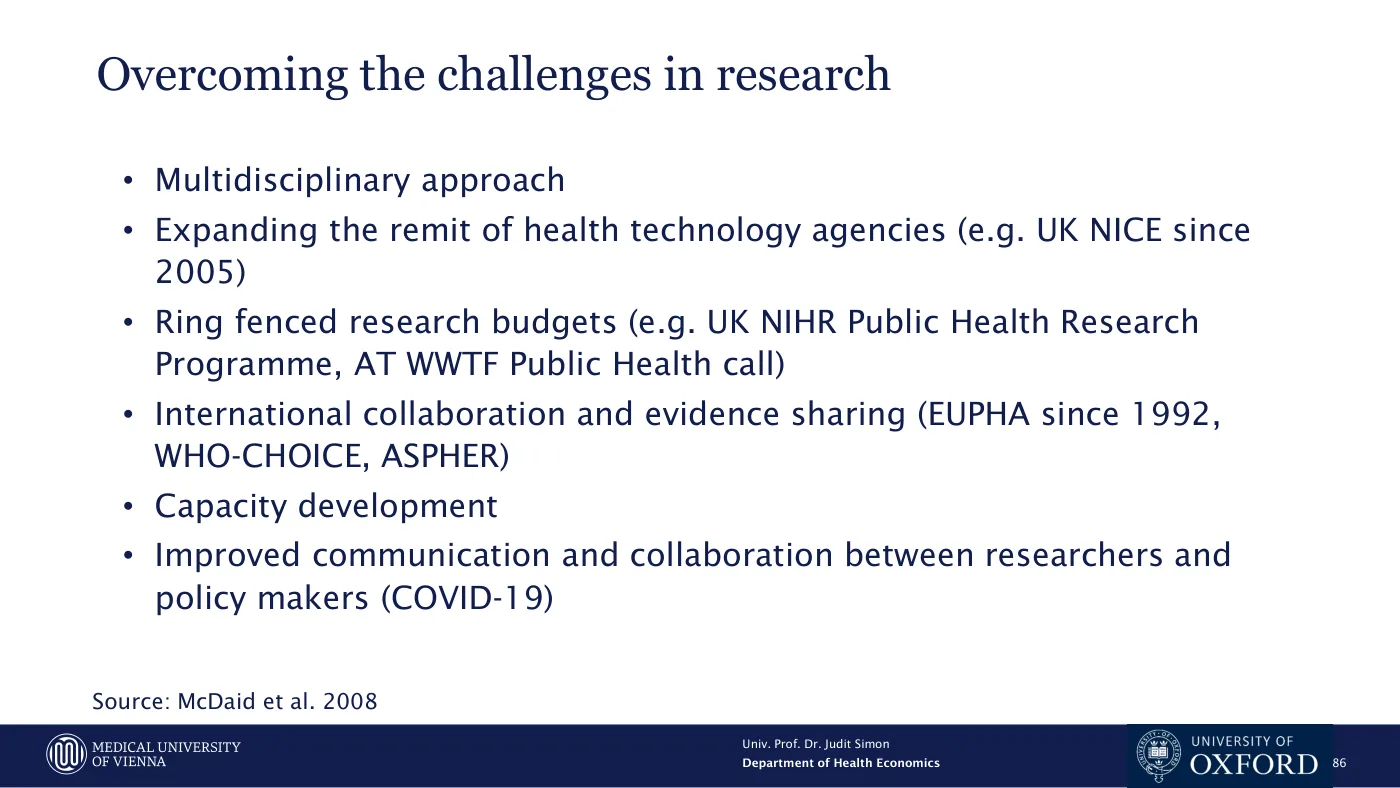 Overcoming the challenges in research
• Multidisciplinary approach
• Expanding the remit of health technology agencies (e.g. UK NICE since
2005)
• Ring fenced research budgets (e.g. UK NIHR Public Health Research
Programme, AT WWTF Public Health call)
• International collaboration and evidence sharing (EUPHA since 1992,
WHO-CHOICE, ASPHER)
• Capacity development
• Improved communication and collaboration between researchers and
policy makers (COVID-19)
Source: McDaid et al. 2008
MEDICAL UNIVERSITY
OF VIENNA
Univ. Prof. Dr. Judit Simon
Department of Health Economics
UNIVERSITY OF
OXFORD
86